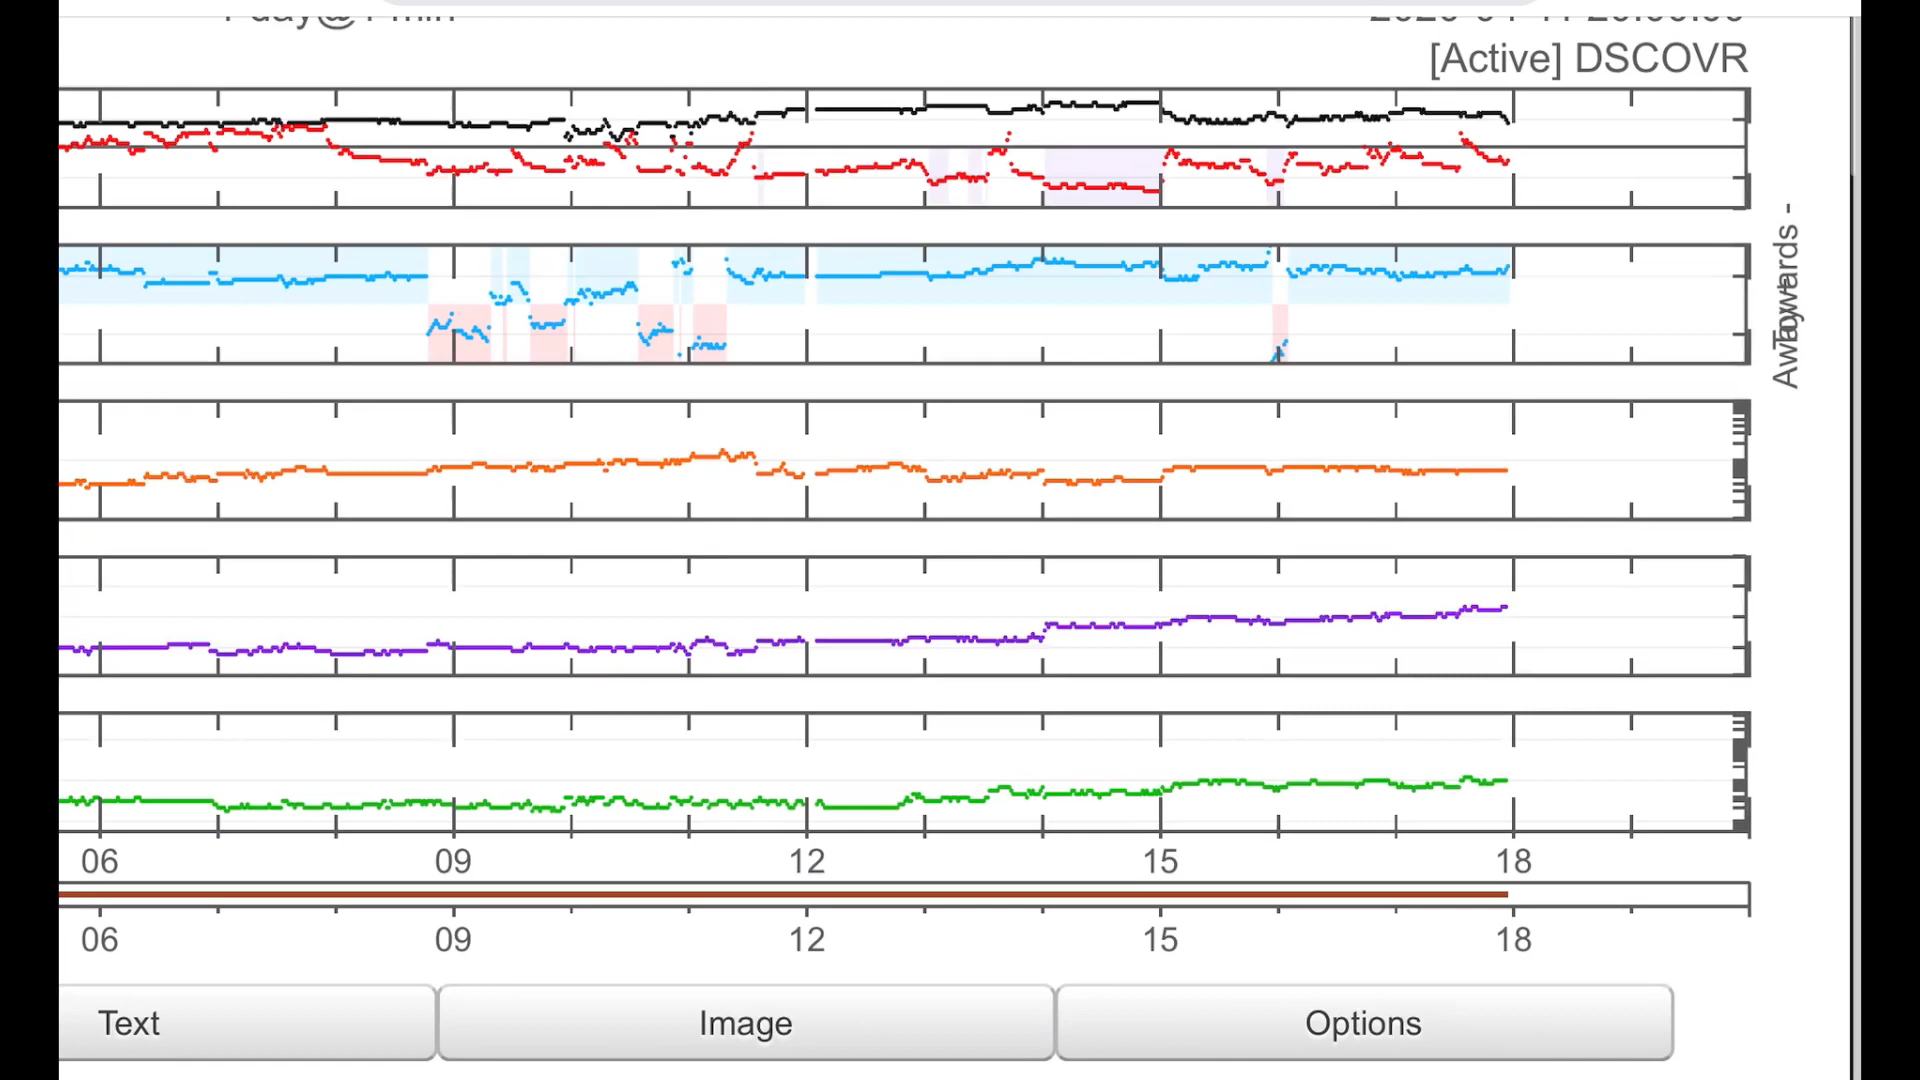 [Active] DSCOVR
Away -
Towards -
06 09 12 15 18
06 09 12 15 18
Text Image Options